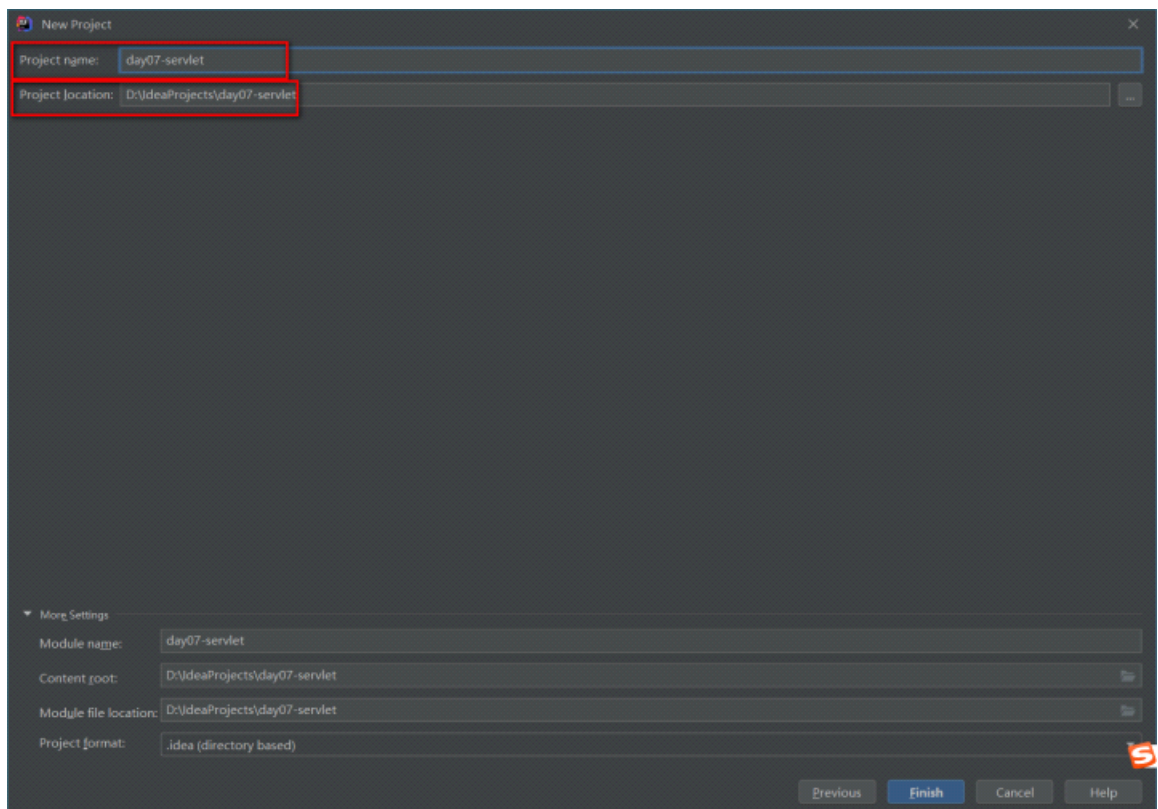 New Project
Project name: day07-servlet
Project location: D:\IdeaProjects\day07-servlet
...
More Settings
Module name: day07-servlet
Content root: D:\IdeaProjects\day07-servlet
Module file location: D:\IdeaProjects\day07-servlet
Project format: .idea (directory based)
S
Previous Finish Cancel Help